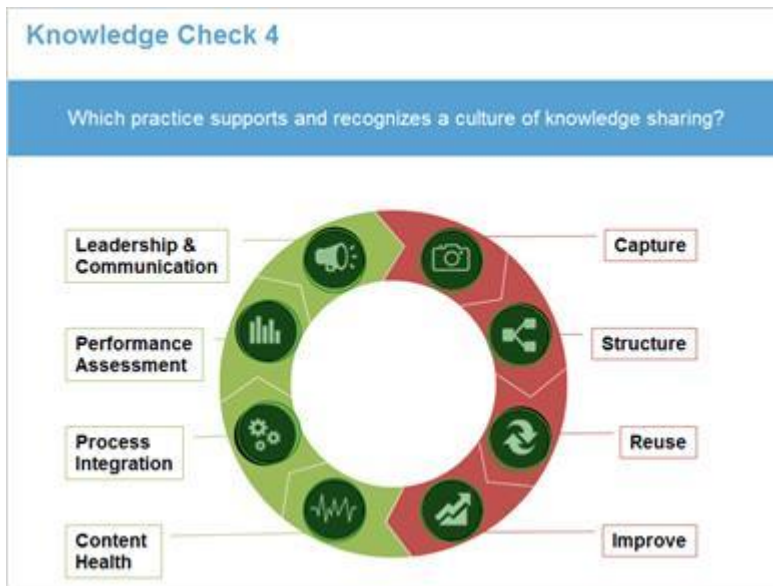 Knowledge Check 4
Which practice supports and recognizes a culture of knowledge sharing?
Leadership &
Communication
Capture
Performance
Assessment
Structure
Process
Integration
Reuse
Content
Health
Improve